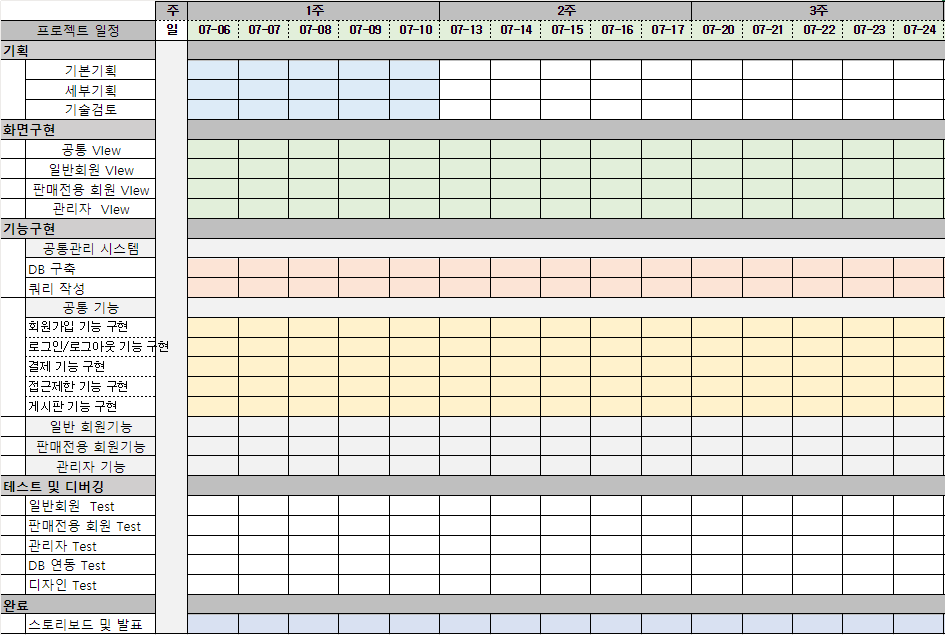 주 1주 2주 3주
프로젝트 일정 일 07-06 07-07 07-08 07-09 07-10 07-13 07-14 07-15 07-16 07-17 07-20 07-21 07-22 07-23 07-24
기획
기본기획
세부기획
기술검토
화면구현
공통 VIew
일반회원 VIew
판매전용 회원 VIew
관리자 VIew
기능구현
공통관리 시스템
DB 구축
쿼리 작성
공통 기능
회원가입 기능 구현
로그인/로그아웃 기능 구현
결제 기능 구현
접근제한 기능 구현
게시판 기능 구현
일반 회원기능
판매전용 회원기능
관리자 기능
테스트 및 디버깅
일반회원 Test
판매전용 회원 Test
관리자 Test
DB 연동 Test
디자인 Test
완료
스토리보드 및 발표